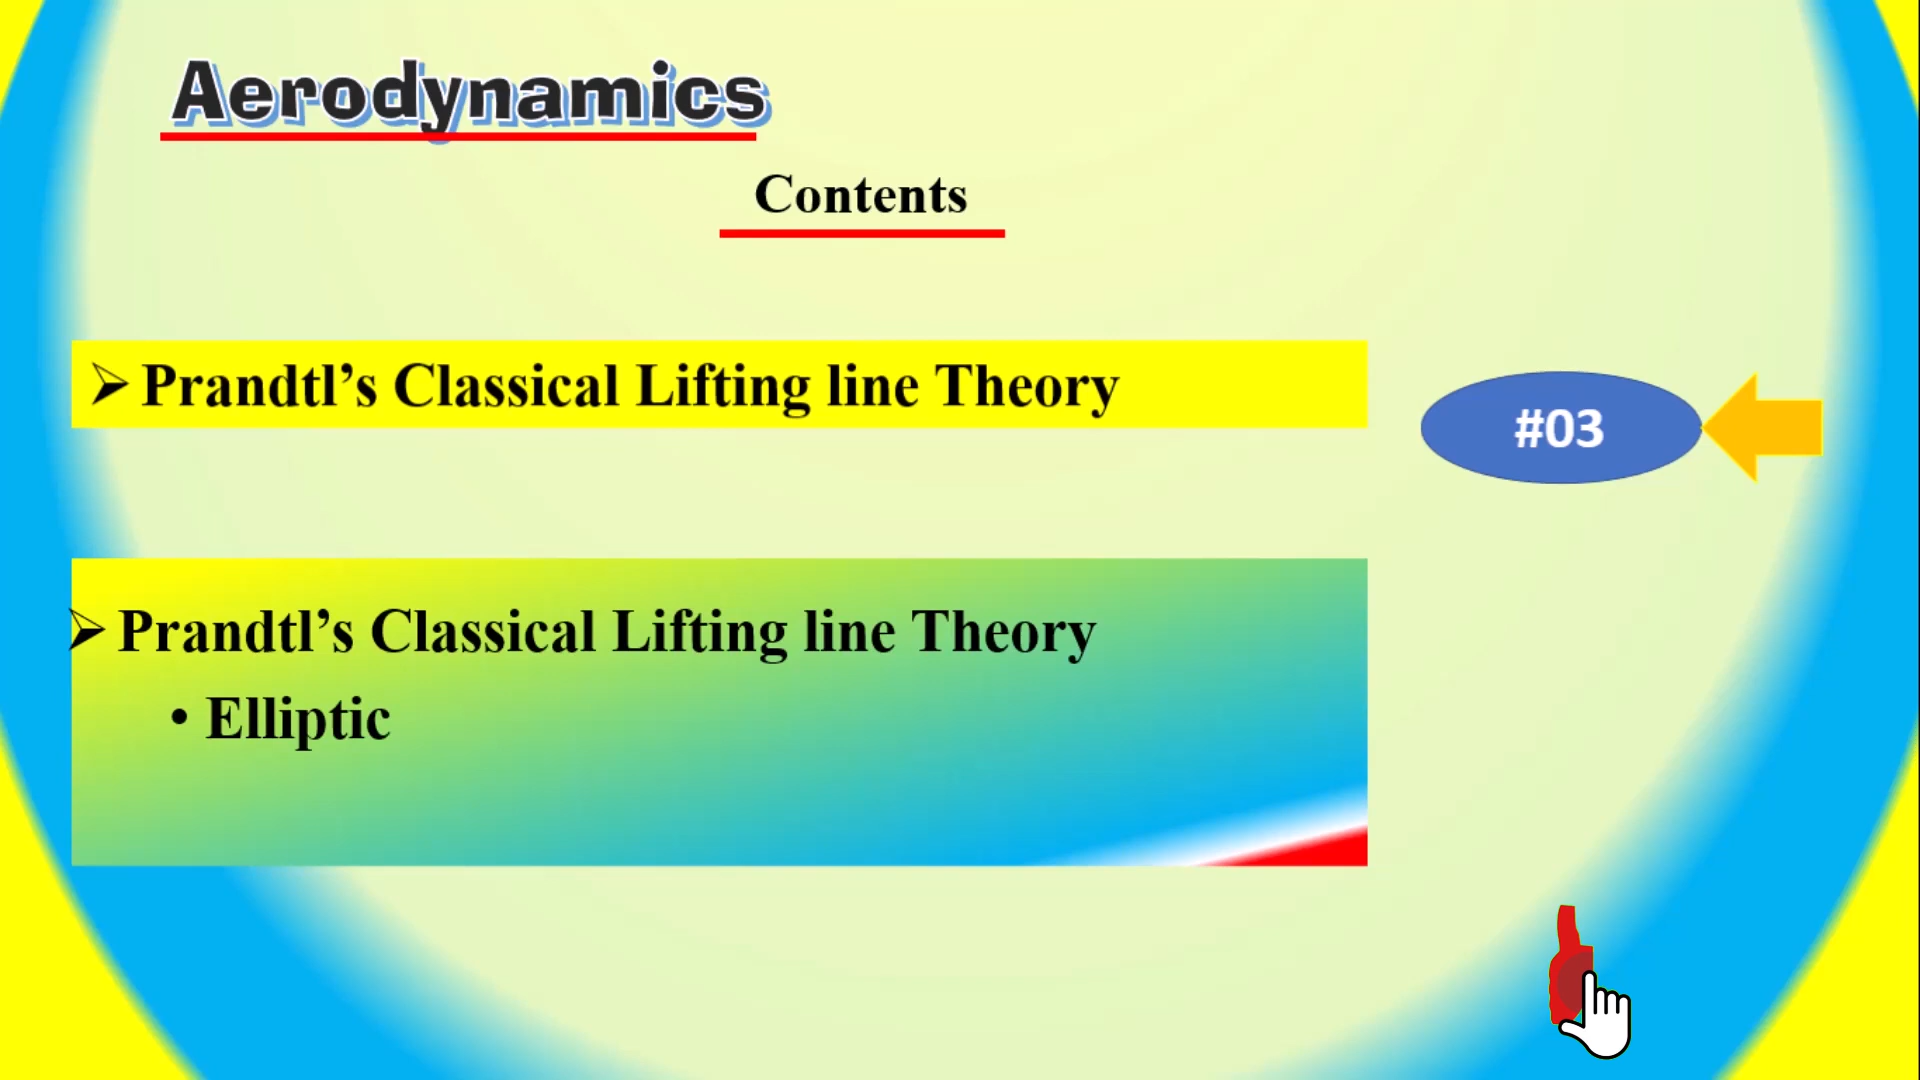 Aerodynamics
Contents
➢ Prandtl’s Classical Lifting line Theory
#03
➢ Prandtl’s Classical Lifting line Theory
• Elliptic